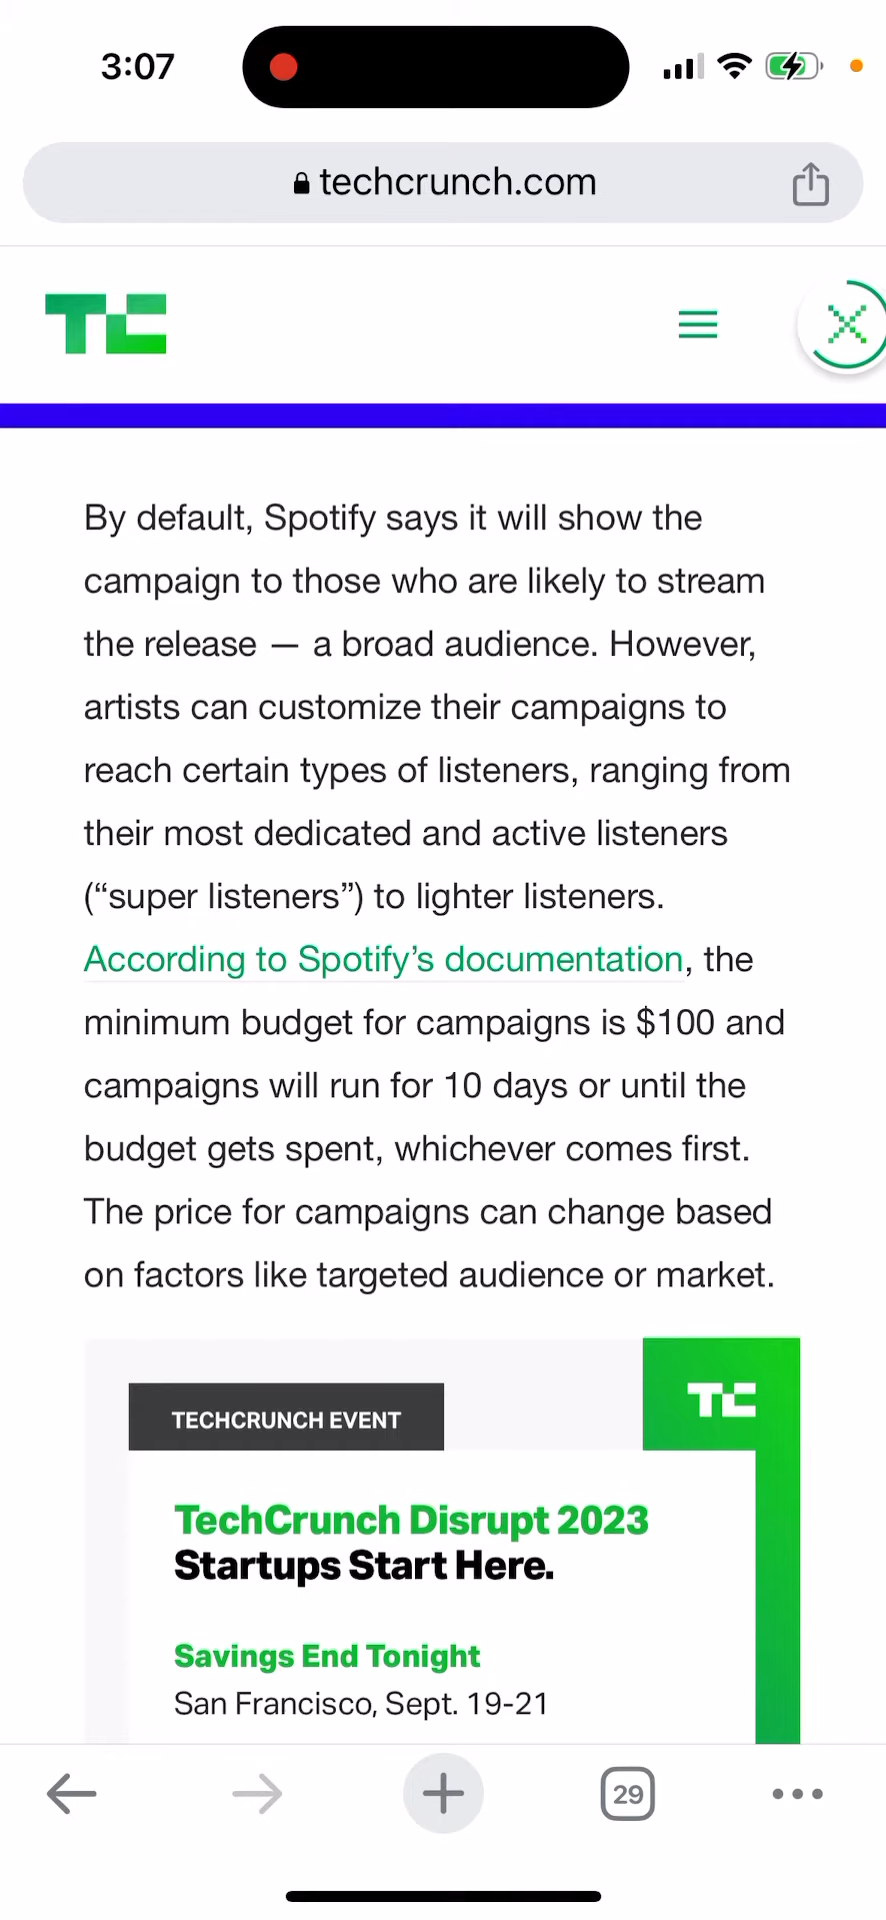 3:07
techcrunch.com
TC
By default, Spotify says it will show the
campaign to those who are likely to stream
the release — a broad audience. However,
artists can customize their campaigns to
reach certain types of listeners, ranging from
their most dedicated and active listeners
(“super listeners”) to lighter listeners.
According to Spotify’s documentation, the
minimum budget for campaigns is $100 and
campaigns will run for 10 days or until the
budget gets spent, whichever comes first.
The price for campaigns can change based
on factors like targeted audience or market.
TC
TECHCRUNCH EVENT
TechCrunch Disrupt 2023
Startups Start Here.
Savings End Tonight
San Francisco, Sept. 19-21
29